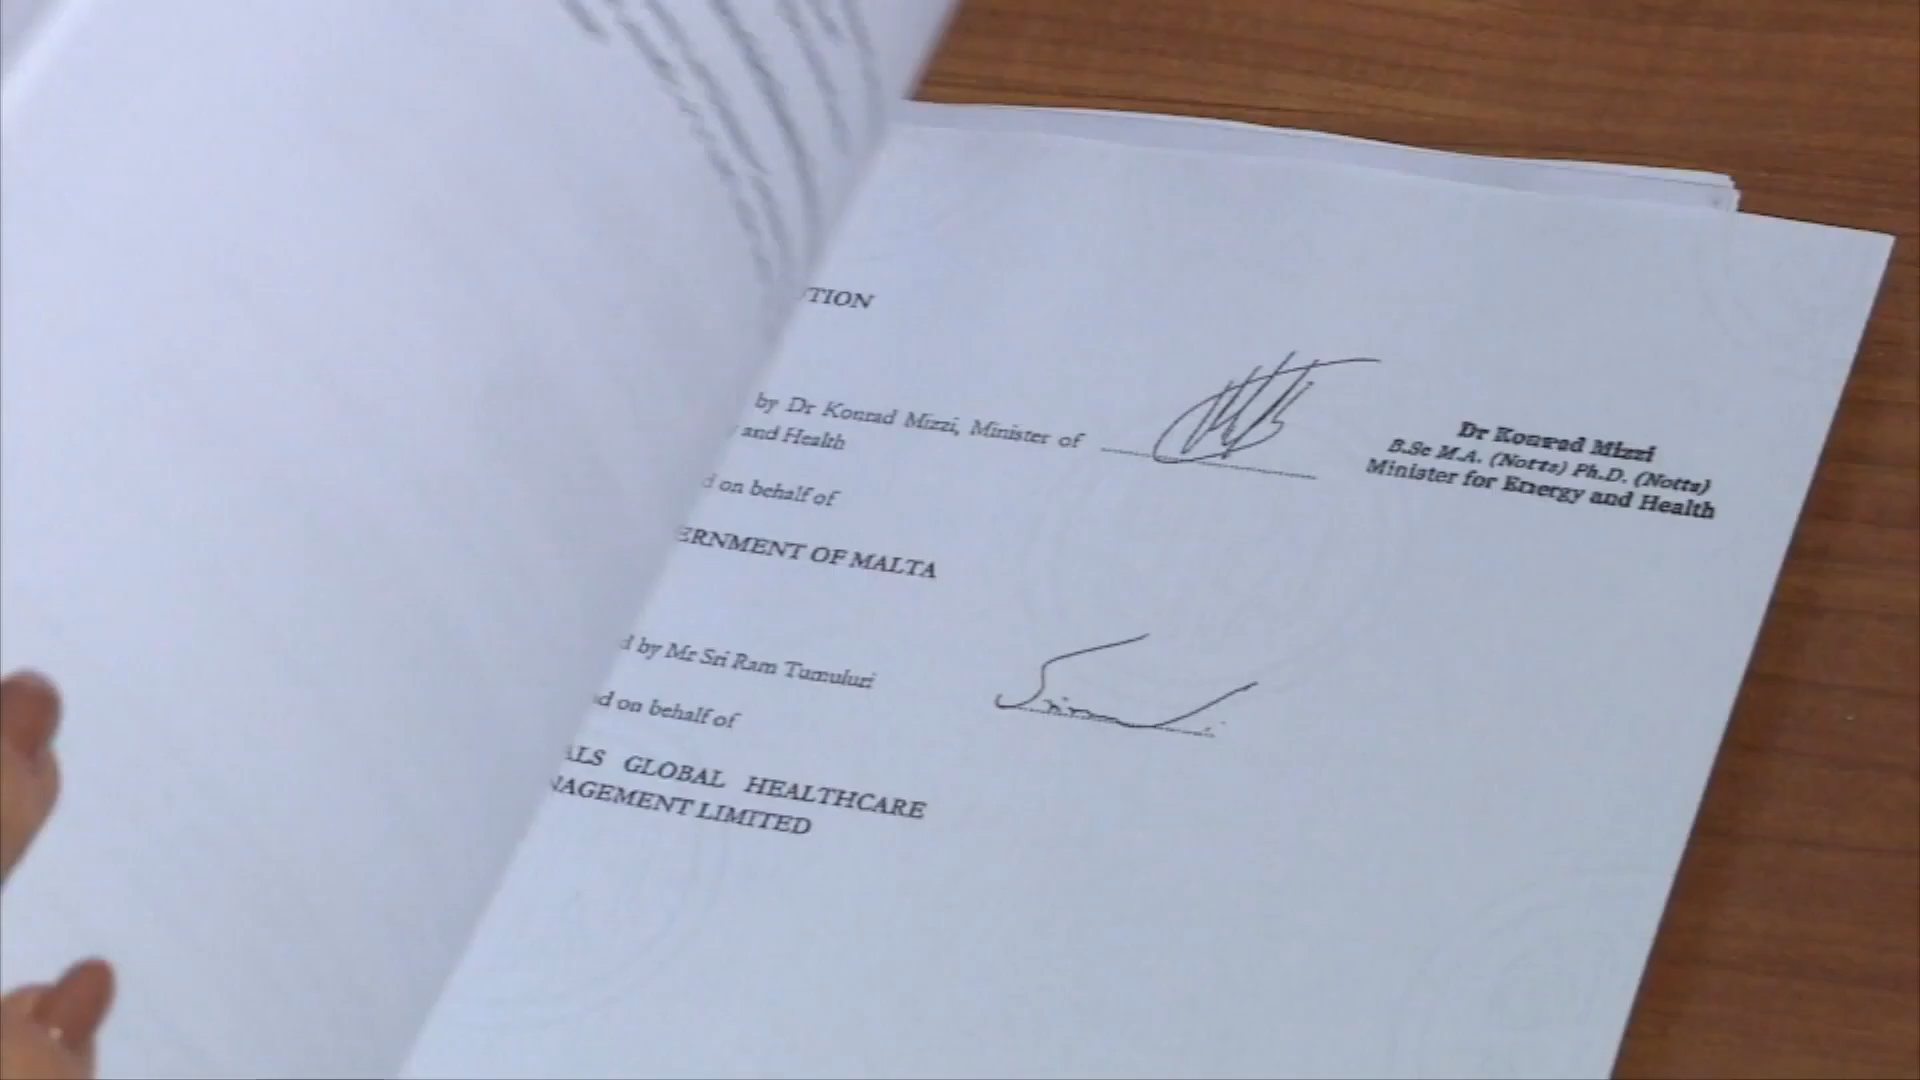 TION
by Dr Konrad Mizzi, Minister of
and Health
Dr Konrad Mizzi
B.Sc M.A. (Notts) Ph.D. (Notts)
Minister for Energy and Health
d on behalf of
ERNMENT OF MALTA
d by Mr Sri Ram Tumuluri
nd on behalf of
ALS GLOBAL HEALTHCARE
NAGEMENT LIMITED